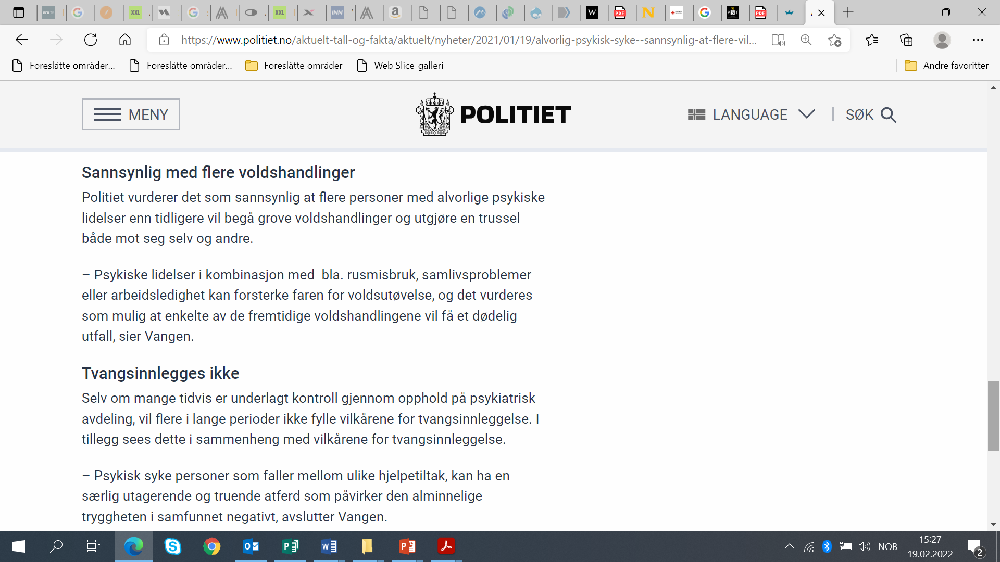 https://www.politiet.no/aktuelt-tall-og-fakta/aktuelt/nyheter/2021/01/19/alvorlig-psykisk-syke--sannsynlig-at-flere-vil...
Foreslåtte områder...
Foreslåtte områder...
Foreslåtte områder
Web Slice-galleri
Andre favoritter
MENY
POLITIET
LANGUAGE
SØK
Sannsynlig med flere voldshandlinger
Politiet vurderer det som sannsynlig at flere personer med alvorlige psykiske
lidelser enn tidligere vil begå grove voldshandlinger og utgjøre en trussel
både mot seg selv og andre.
– Psykiske lidelser i kombinasjon med  bla. rusmisbruk, samlivsproblemer
eller arbeidsledighet kan forsterke faren for voldsutøvelse, og det vurderes
som mulig at enkelte av de fremtidige voldshandlingene vil få et dødelig
utfall, sier Vangen.
Tvangsinnlegges ikke
Selv om mange tidvis er underlagt kontroll gjennom opphold på psykiatrisk
avdeling, vil flere i lange perioder ikke fylle vilkårene for tvangsinnleggelse. I
tillegg sees dette i sammenheng med vilkårene for tvangsinnleggelse.
– Psykisk syke personer som faller mellom ulike hjelpetiltak, kan ha en
særlig utagerende og truende atferd som påvirker den alminnelige
tryggheten i samfunnet negativt, avslutter Vangen.
NOB
15:27
19.02.2022
2